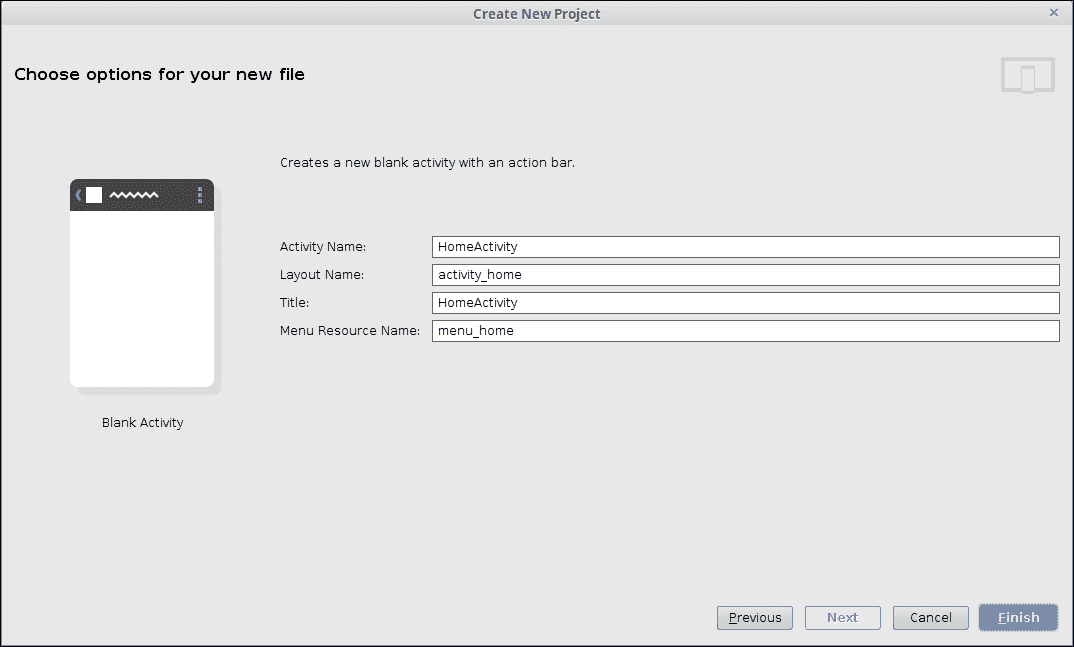 Create New Project
Choose options for your new file
Creates a new blank activity with an action bar.
Activity Name: HomeActivity
Layout Name: activity_home
Title: HomeActivity
Menu Resource Name: menu_home
Blank Activity
Previous Next Cancel Finish